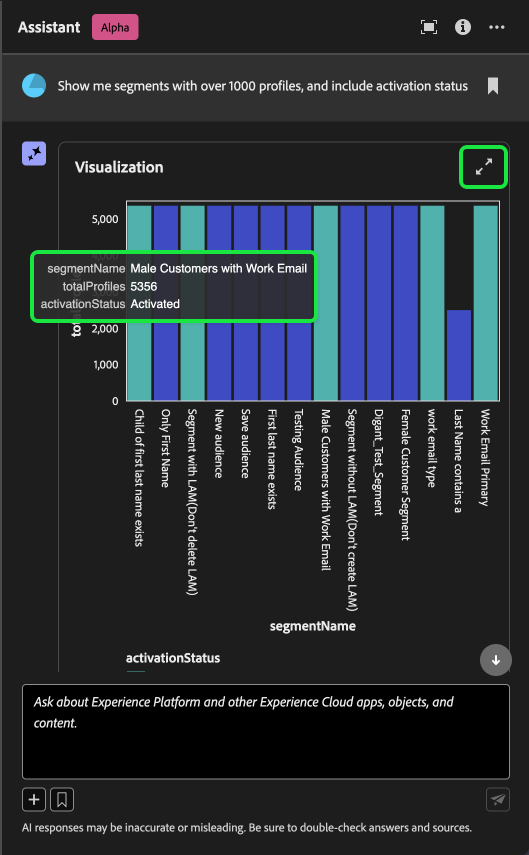 Assistant
Alpha
Show me segments with over 1000 profiles, and include activation status
Visualization
5,000
segmentName Male Customers with Work Email
totalProfiles 5356
activationStatus Activated
2,000
1,000
0
Child of first last name exists
Only First Name
Segment with LAM(Don't delete LAM)
New audience
Save audience
First last name exists
Testing Audience
Male Customers with Work Email
Segment without LAM(Don't create LAM)
Digant_Test_Segment
Female Customer Segment
work email type
Last Name contains a
Work Email Primary
segmentName
activationStatus
Ask about Experience Platform and other Experience Cloud apps, objects, and
content.
AI responses may be inaccurate or misleading. Be sure to double-check answers and sources.